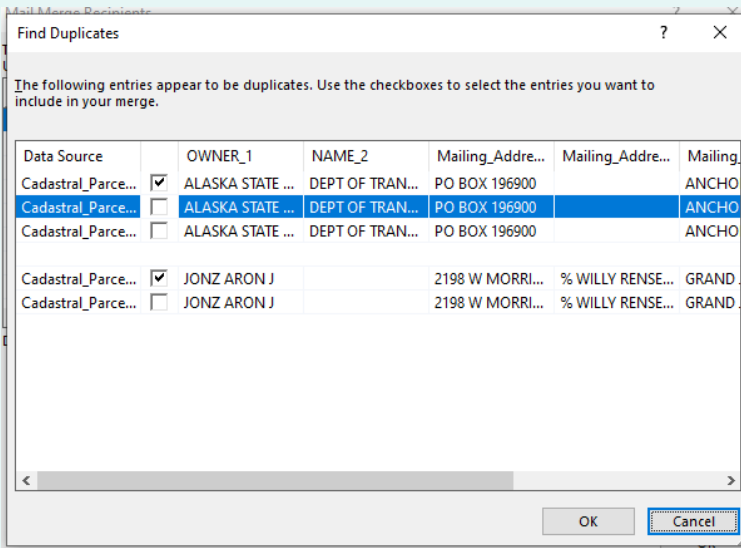 Mail Merge Recipients ? X
Find Duplicates ? X
The following entries appear to be duplicates. Use the checkboxes to select the entries you want to
include in your merge.
Data Source OWNER_1 NAME_2 Mailing_Addre... Mailing_Addre... Mailing_
Cadastral_Parce... ALASKA STATE ... DEPT OF TRAN... PO BOX 196900 ANCHO
Cadastral_Parce... ALASKA STATE ... DEPT OF TRAN... PO BOX 196900 ANCHO
Cadastral_Parce... ALASKA STATE ... DEPT OF TRAN... PO BOX 196900 ANCHO
Cadastral_Parce... JONZ ARON J 2198 W MORRI... % WILLY RENSE... GRAND
Cadastral_Parce... JONZ ARON J 2198 W MORRI... % WILLY RENSE... GRAND
OK Cancel